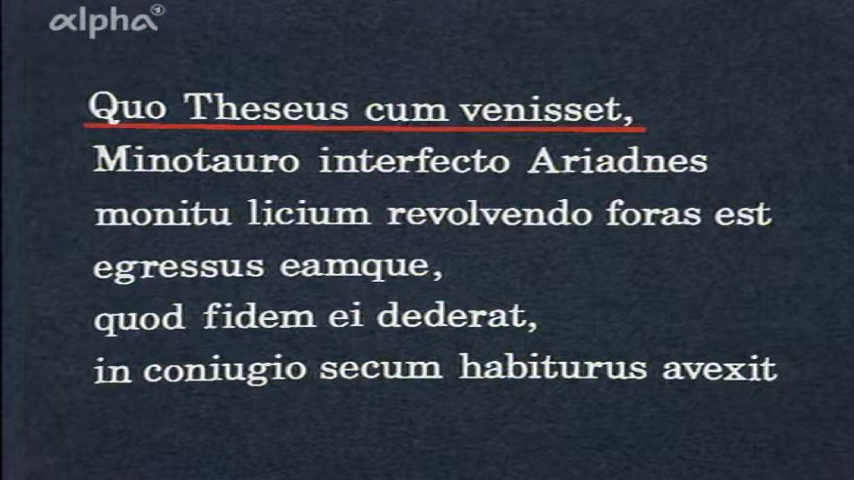 alpha
Quo Theseus cum venisset,
Minotauro interfecto Ariadnes
monitu licium revolvendo foras est
egressus eamque,
quod fidem ei dederat,
in coniugio secum habiturus avexit